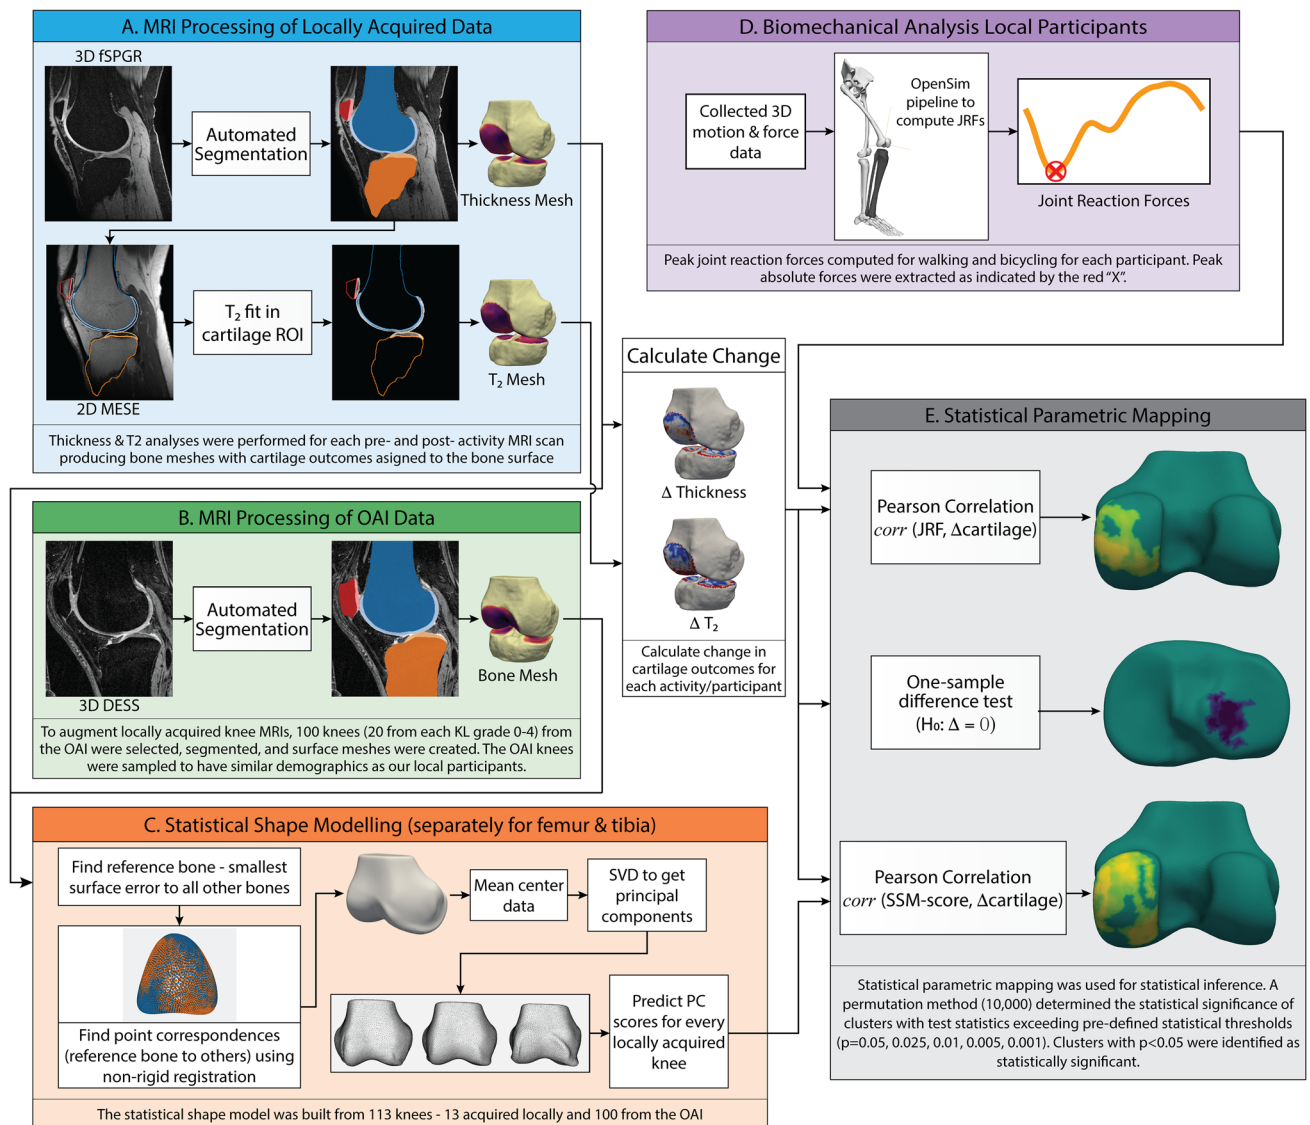 A. MRI Processing of Locally Acquired Data
3D fSPGR
Automated
Segmentation
Thickness Mesh
T₂ fit in
cartilage ROI
T₂ Mesh
2D MESE
Thickness & T2 analyses were performed for each pre- and post- activity MRI scan
producing bone meshes with cartilage outcomes asigned to the bone surface
B. MRI Processing of OAI Data
Automated
Segmentation
Bone Mesh
3D DESS
To augment locally acquired knee MRIs, 100 knees (20 from each KL grade 0-4) from
the OAI were selected, segmented, and surface meshes were created. The OAI knees
were sampled to have similar demographics as our local participants.
C. Statistical Shape Modelling (separately for femur & tibia)
Find reference bone - smallest
surface error to all other bones
Find point correspondences
(reference bone to others) using
non-rigid registration
Mean center
data
SVD to get
principal
components
Predict PC
scores for every
locally acquired
knee
The statistical shape model was built from 113 knees - 13 acquired locally and 100 from the OAI
D. Biomechanical Analysis Local Participants
Collected 3D
motion & force
data
OpenSim
pipeline to
compute JRFs
Joint Reaction Forces
Peak joint reaction forces computed for walking and bicycling for each participant. Peak
absolute forces were extracted as indicated by the red “X”.
Calculate Change
Δ Thickness
Δ T₂
Calculate change in
cartilage outcomes for
each activity/participant
E. Statistical Parametric Mapping
Pearson Correlation
corr (JRF, Δcartilage)
One-sample
difference test
(H₀: Δ = 0)
Pearson Correlation
corr (SSM-score, Δcartilage)
Statistical parametric mapping was used for statistical inference. A
permutation method (10,000) determined the statistical significance of
clusters with test statistics exceeding pre-defined statistical thresholds
(p=0.05, 0.025, 0.01, 0.005, 0.001). Clusters with p<0.05 were identified as
statistically significant.